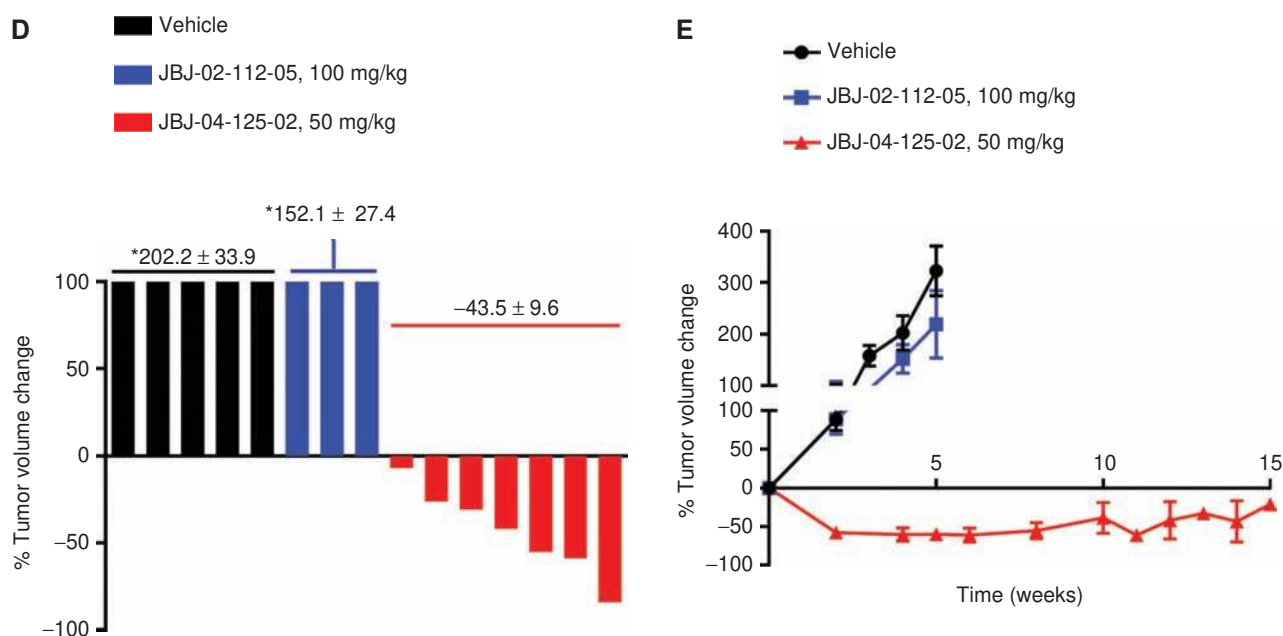 D
Vehicle
JBJ-02-112-05, 100 mg/kg
JBJ-04-125-02, 50 mg/kg
*152.1 ± 27.4
*202.2 ± 33.9
−43.5 ± 9.6
% Tumor volume change
100
50
0
−50
−100
E
Vehicle
JBJ-02-112-05, 100 mg/kg
JBJ-04-125-02, 50 mg/kg
% Tumor volume change
400
300
200
100
100
50
0
−50
−100
5
10
15
Time (weeks)